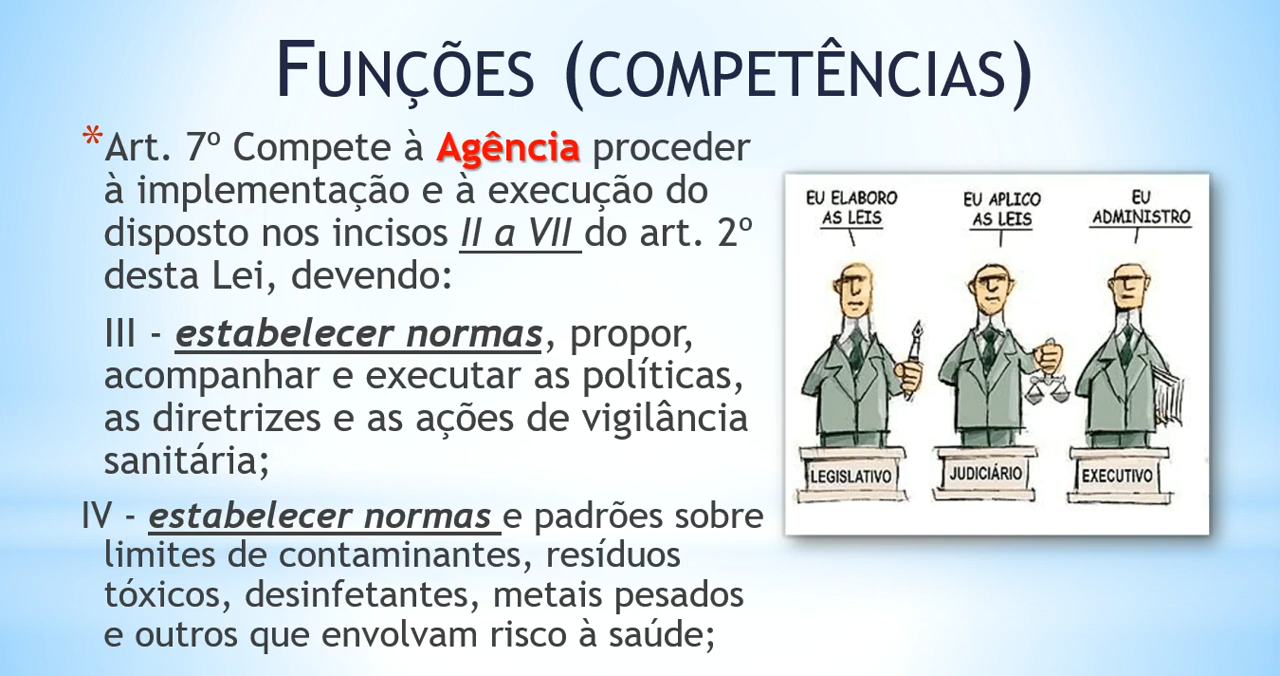 FUNÇÕES (COMPETÊNCIAS)
*Art. 7º Compete à Agência proceder
à implementação e à execução do
disposto nos incisos II a VII do art. 2º
desta Lei, devendo:
III - estabelecer normas, propor,
acompanhar e executar as políticas,
as diretrizes e as ações de vigilância
sanitária;
IV - estabelecer normas e padrões sobre
limites de contaminantes, resíduos
tóxicos, desinfetantes, metais pesados
e outros que envolvam risco à saúde;
EU ELABORO
AS LEIS
EU APLICO
AS LEIS
EU
ADMINISTRO
LEGISLATIVO
JUDICIÁRIO
EXECUTIVO